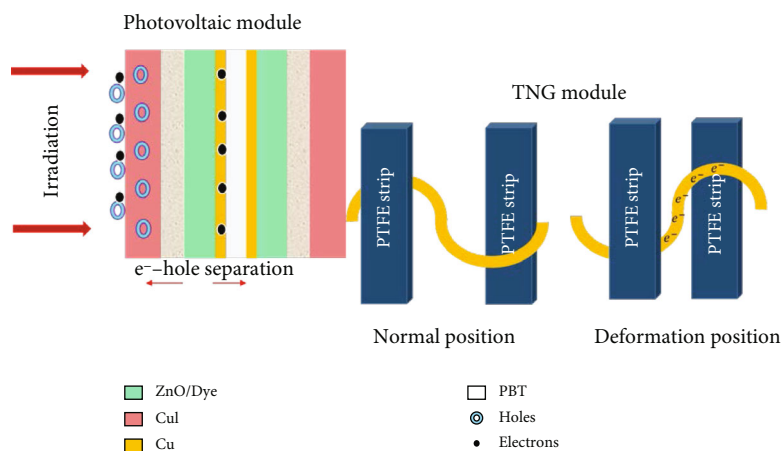 Photovoltaic module
Irradiation
e⁻–hole separation
TNG module
PTFE strip
PTFE strip
PTFE strip
PTFE strip
e⁻
e⁻
e⁻
e⁻
e⁻
Normal position
Deformation position
ZnO/Dye
CuI
Cu
PBT
Holes
Electrons